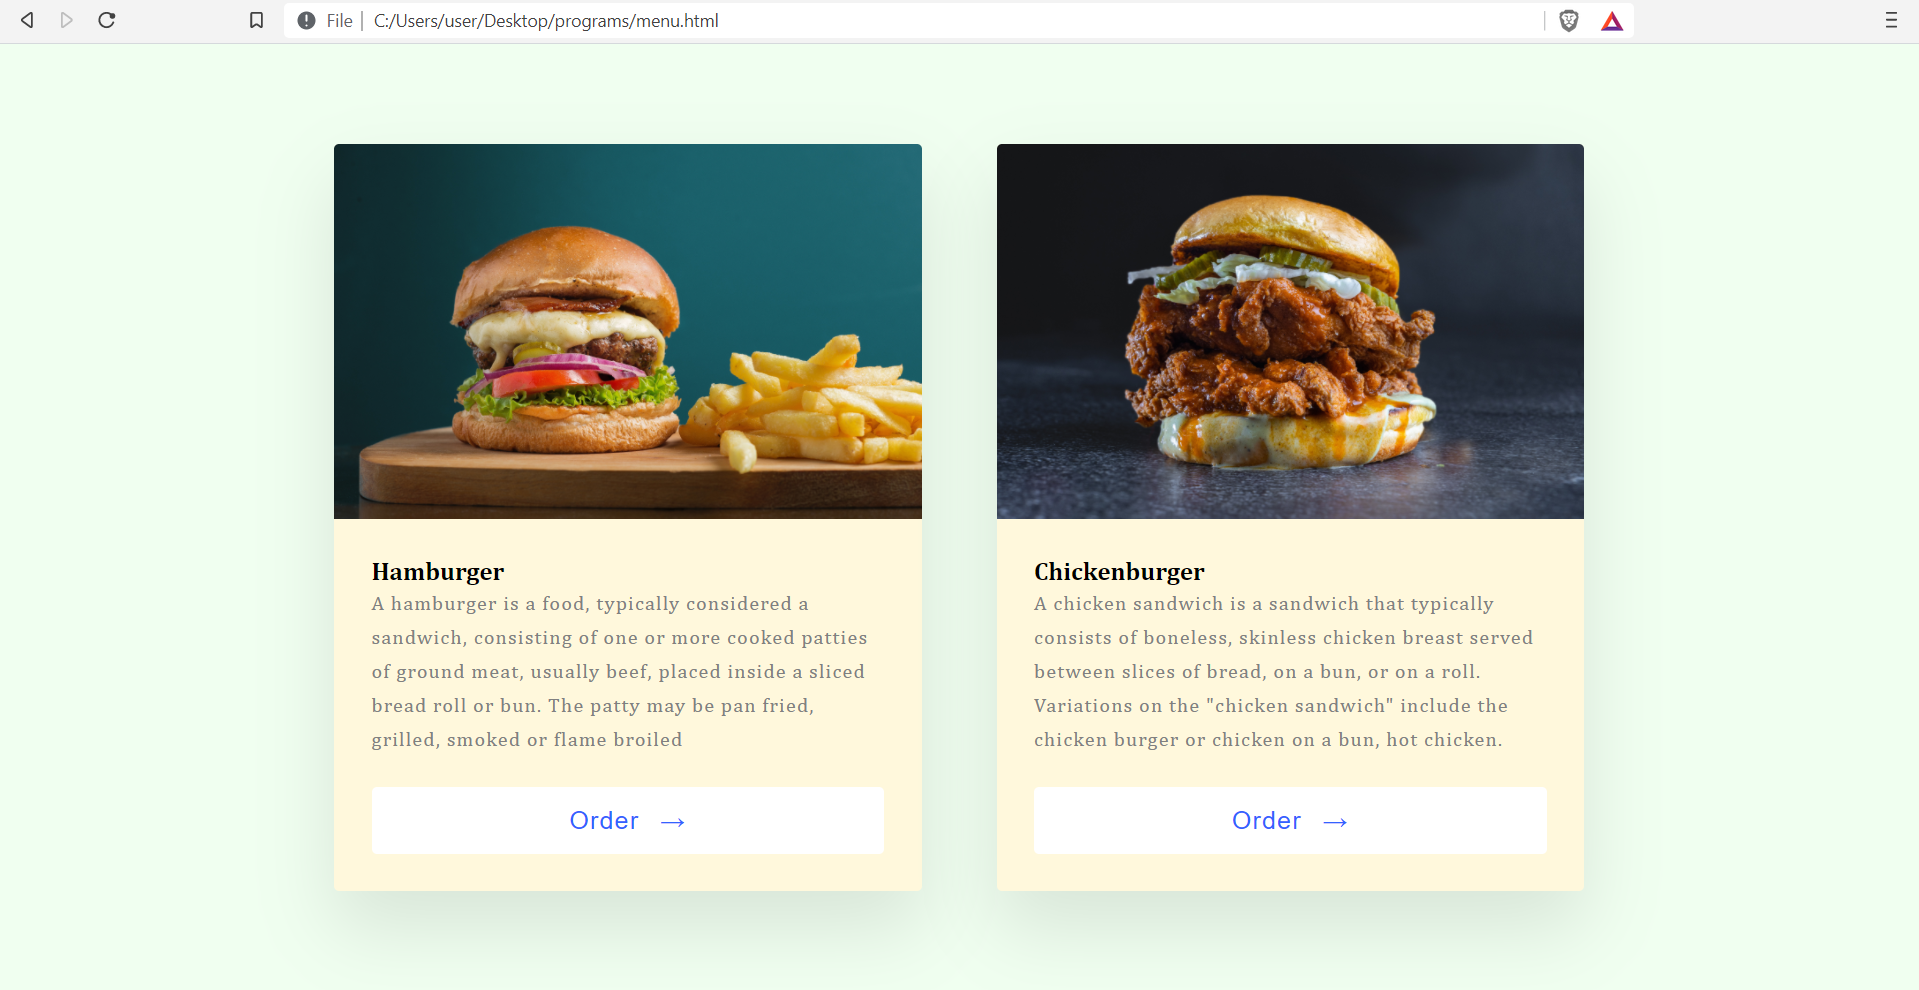 File | C:/Users/user/Desktop/programs/menu.html
Hamburger
A hamburger is a food, typically considered a
sandwich, consisting of one or more cooked patties
of ground meat, usually beef, placed inside a sliced
bread roll or bun. The patty may be pan fried,
grilled, smoked or flame broiled
Order →
Chickenburger
A chicken sandwich is a sandwich that typically
consists of boneless, skinless chicken breast served
between slices of bread, on a bun, or on a roll.
Variations on the "chicken sandwich" include the
chicken burger or chicken on a bun, hot chicken.
Order →